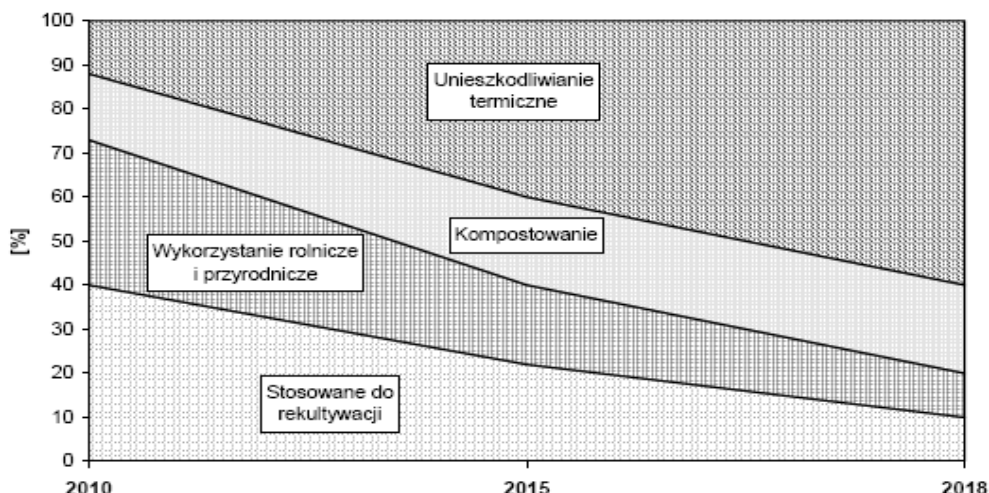 100
90
80
70
60
50
40
30
20
10
0
[%]
Unieszkodliwianie
termiczne
Kompostowanie
Wykorzystanie rolnicze
i przyrodnicze
Stosowane do
rekultywacji
2010 2015 2018